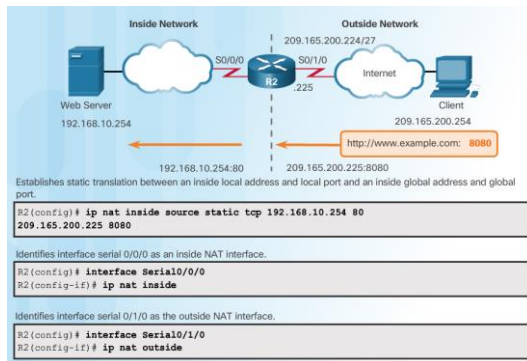 Inside Network
Outside Network
209.165.200.224/27
S0/0/0
S0/1/0
Internet
R2
.225
Web Server
Client
192.168.10.254
209.165.200.254
http://www.example.com: 8080
192.168.10.254:80
209.165.200.225:8080
Establishes static translation between an inside local address and local port and an inside global address and global
port.
R2(config)# ip nat inside source static tcp 192.168.10.254 80
209.165.200.225 8080
Identifies interface serial 0/0/0 as an inside NAT interface.
R2(config)# interface Serial0/0/0
R2(config-if)# ip nat inside
Identifies interface serial 0/1/0 as the outside NAT interface.
R2(config)# interface Serial0/1/0
R2(config-if)# ip nat outside